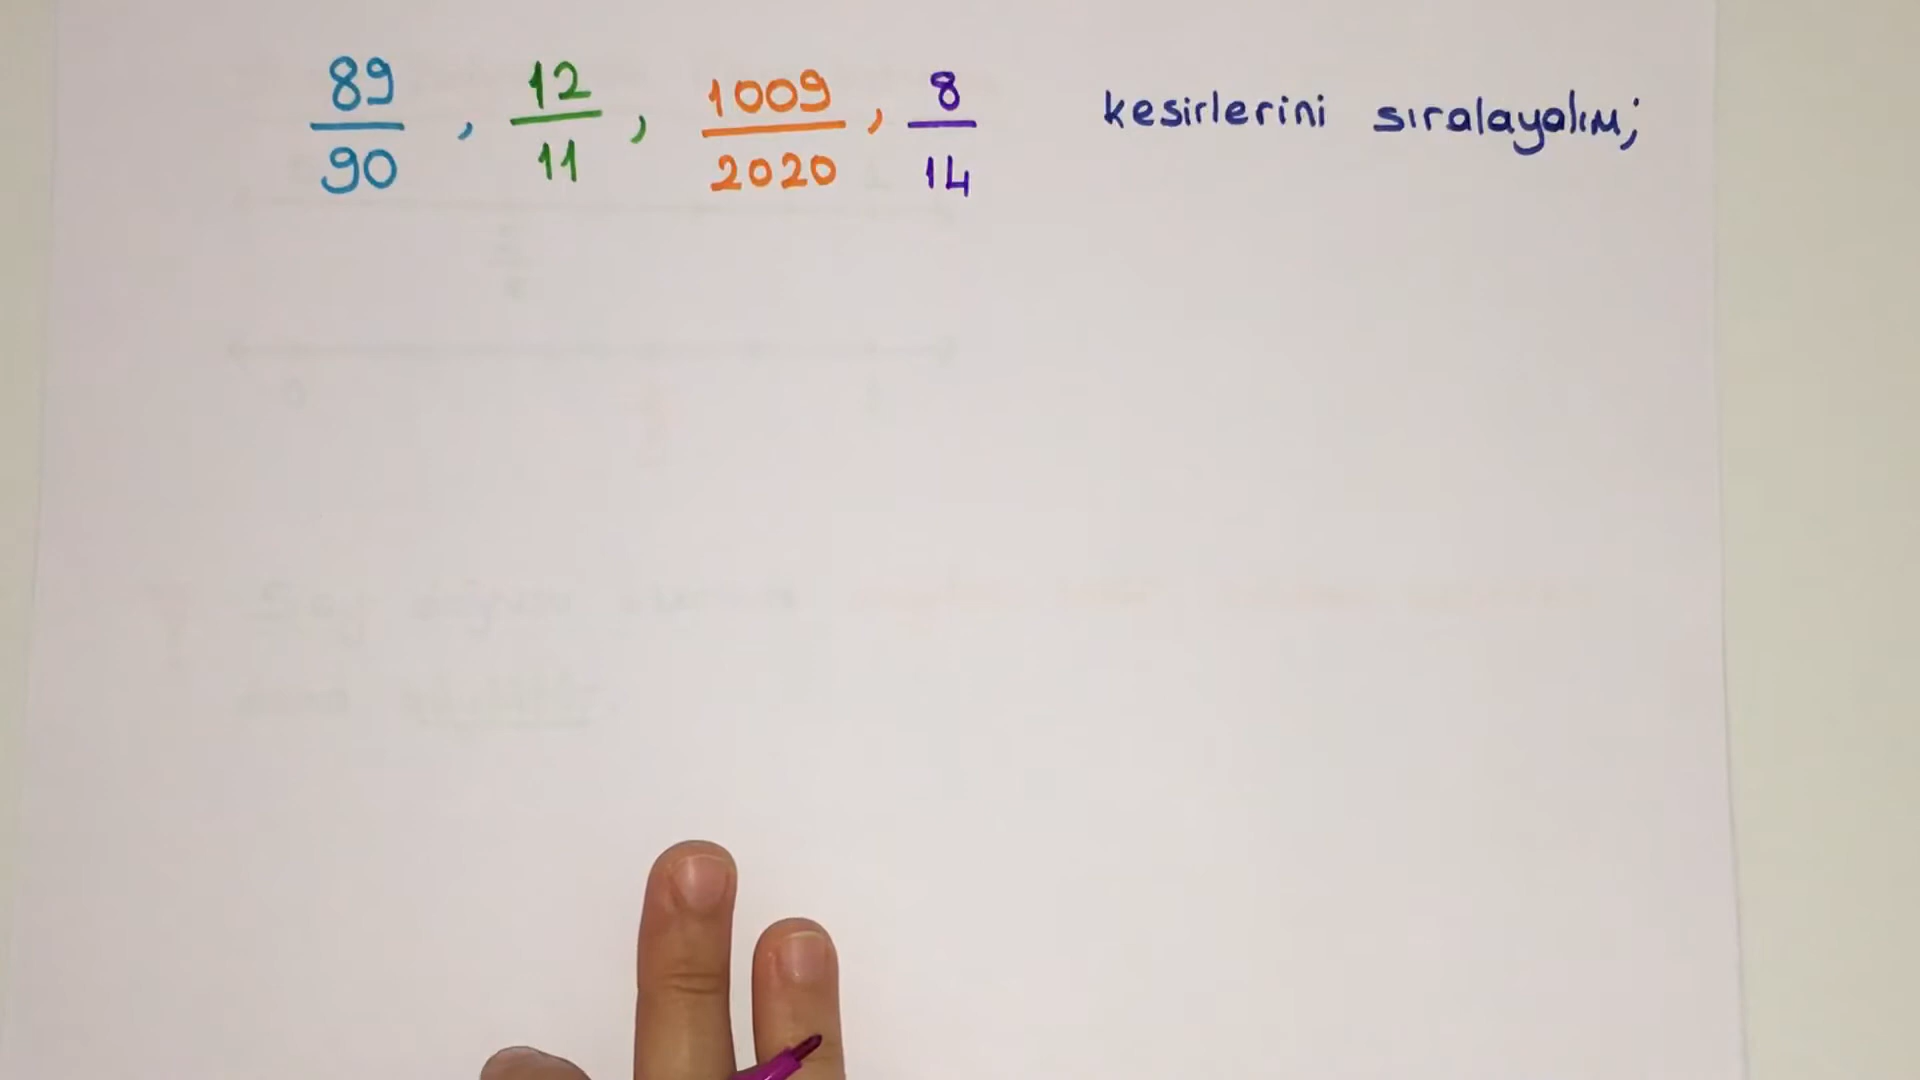 89/90 , 12/11 , 1009/2020 , 8/14 kesirlerini sıralayalım;